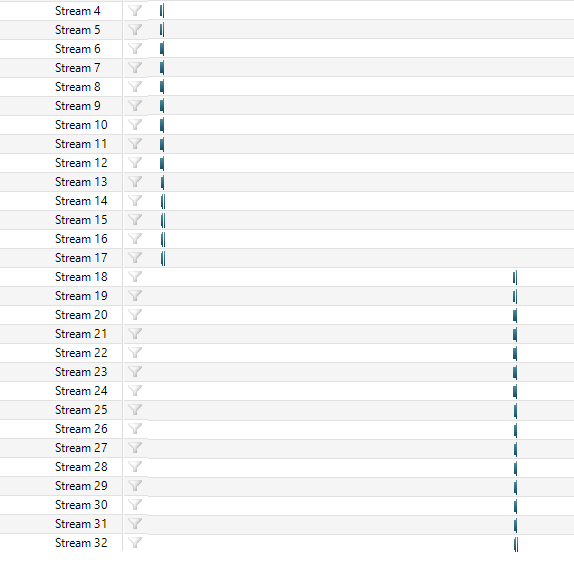 Stream 4
Stream 5
Stream 6
Stream 7
Stream 8
Stream 9
Stream 10
Stream 11
Stream 12
Stream 13
Stream 14
Stream 15
Stream 16
Stream 17
Stream 18
Stream 19
Stream 20
Stream 21
Stream 22
Stream 23
Stream 24
Stream 25
Stream 26
Stream 27
Stream 28
Stream 29
Stream 30
Stream 31
Stream 32